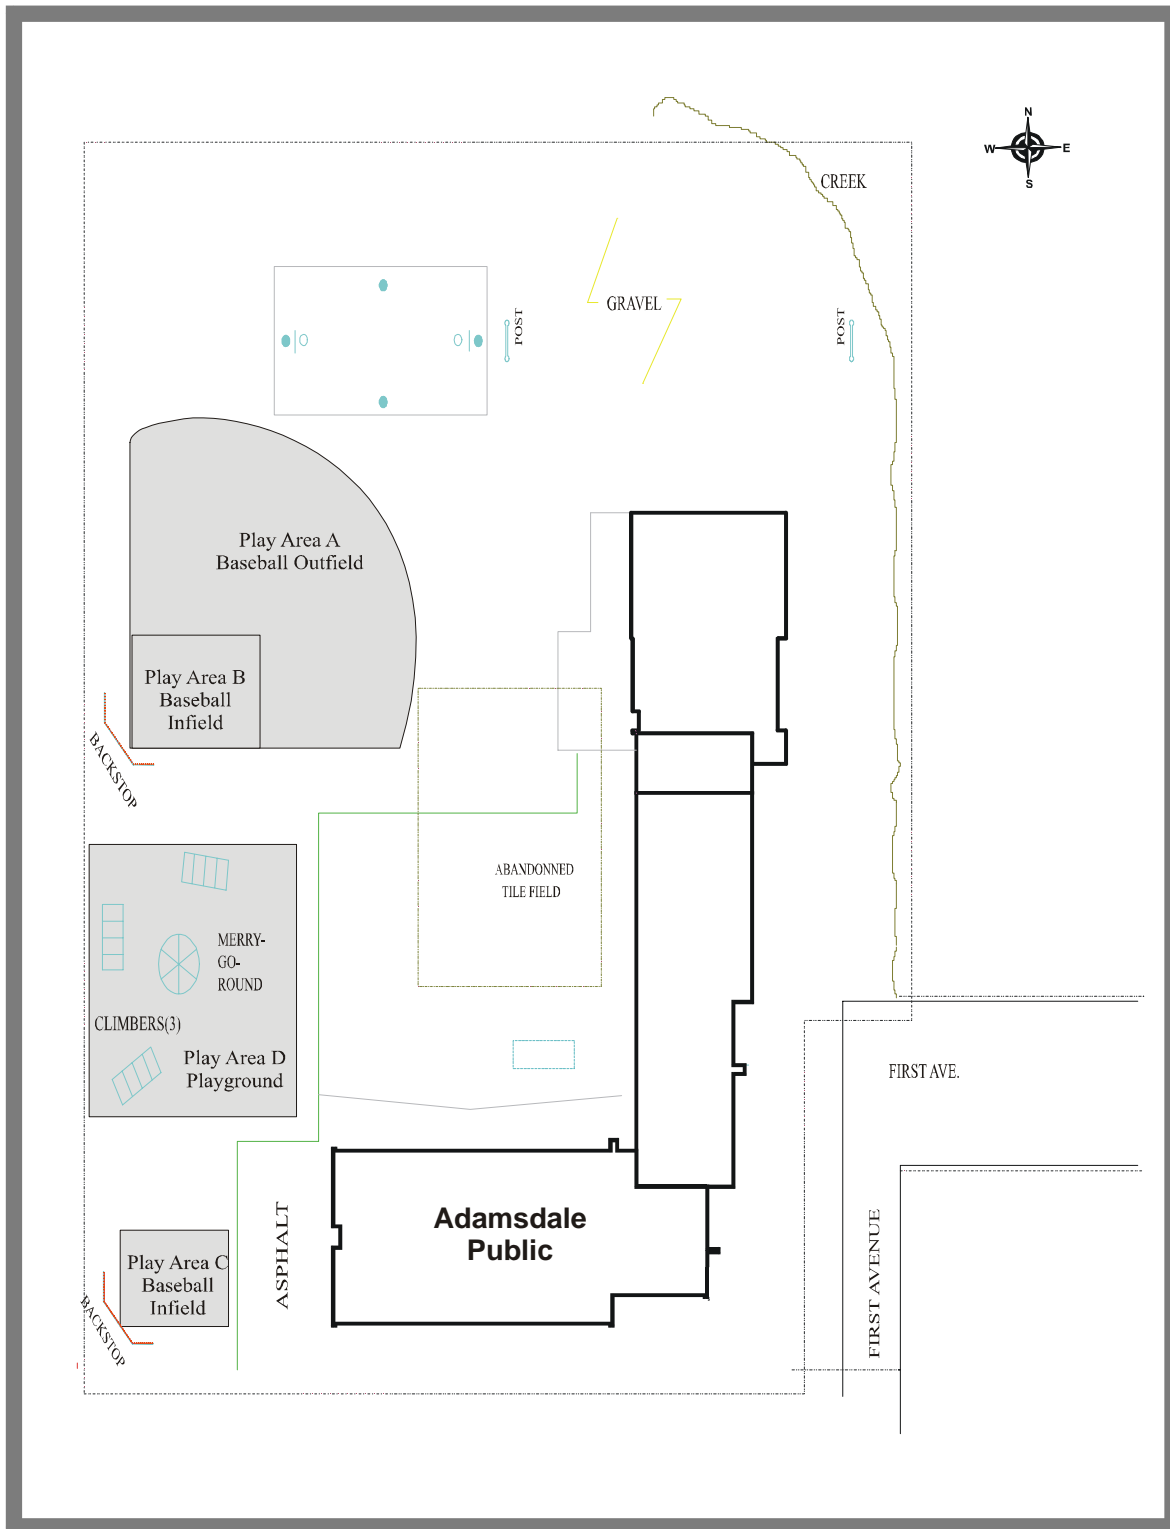 N
W E
S
CREEK
GRAVEL
POST
POST
Play Area A
Baseball Outfield
Play Area B
Baseball
Infield
BACKSTOP
ABANDONNED
TILE FIELD
MERRY-
GO-
ROUND
CLIMBERS(3)
Play Area D
Playground
FIRST AVE.
Adamsdale
Public
ASPHALT
FIRST AVENUE
Play Area C
Baseball
Infield
BACKSTOP